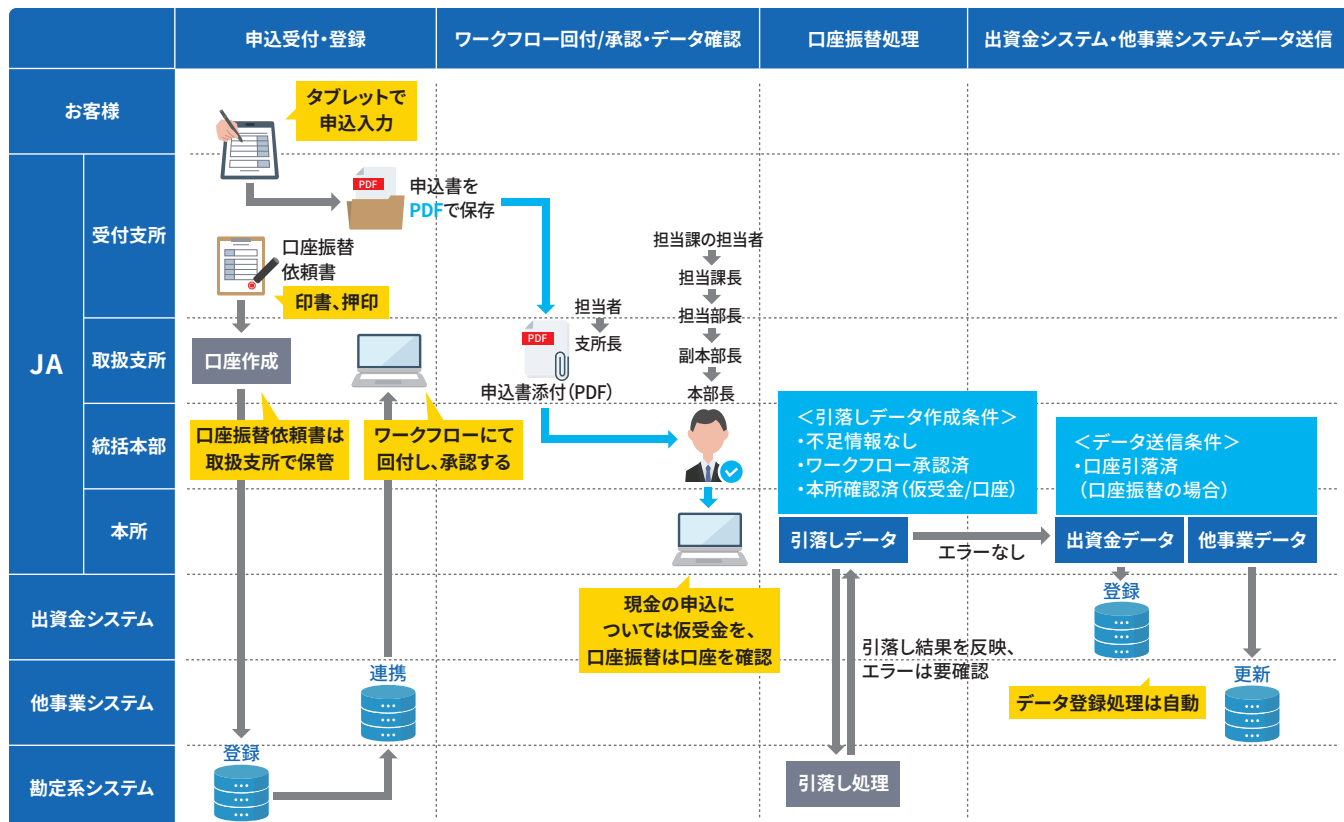 申込受付・登録
ワークフロー回付/承認・データ確認
口座振替処理
出資金システム・他事業システムデータ送信
お客様
タブレットで
申込入力
JA
受付支所
PDF
申込書を
PDFで保存
口座振替
依頼書
印書、押印
担当者
支所長
担当課の担当者
担当課長
担当部長
副本部長
本部長
取扱支所
口座作成
PDF
申込書添付(PDF)
統括本部
口座振替依頼書は
取扱支所で保管
ワークフローにて
回付し、承認する
＜引落しデータ作成条件＞
・不足情報なし
・ワークフロー承認済
・本所確認済(仮受金/口座)
＜データ送信条件＞
・口座引落済
(口座振替の場合)
本所
引落しデータ
エラーなし
出資金データ
他事業データ
出資金システム
現金の申込に
ついては仮受金を、
口座振替は口座を確認
登録
引落し結果を反映、
エラーは要確認
他事業システム
連携
データ登録処理は自動
更新
勘定系システム
登録
引落し処理